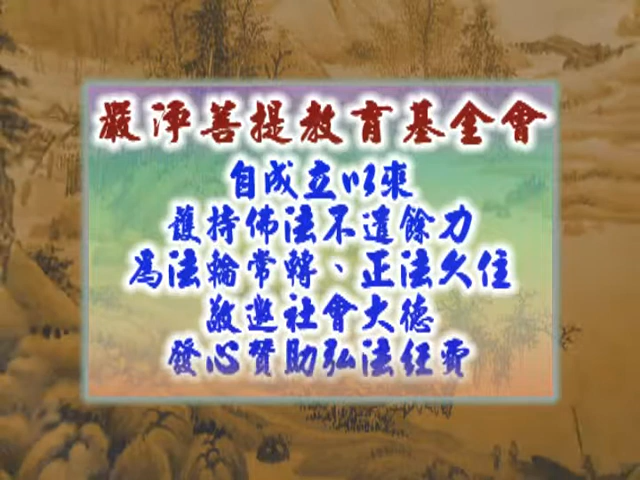 嚴淨菩提教育基金會
自成立以來
護持佛法不遺餘力
為法輪常轉、正法久住
敬邀社會大德
發心贊助弘法經費